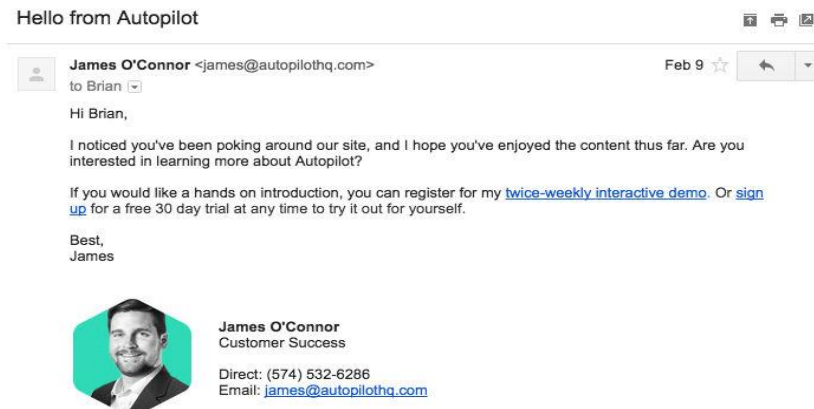 Hello from Autopilot
James O'Connor <james@autopilothq.com>
Feb 9
to Brian
Hi Brian,
I noticed you've been poking around our site, and I hope you've enjoyed the content thus far. Are you
interested in learning more about Autopilot?
If you would like a hands on introduction, you can register for my twice-weekly interactive demo. Or sign
up for a free 30 day trial at any time to try it out for yourself.
Best,
James
James O'Connor
Customer Success
Direct: (574) 532-6286
Email: james@autopilothq.com